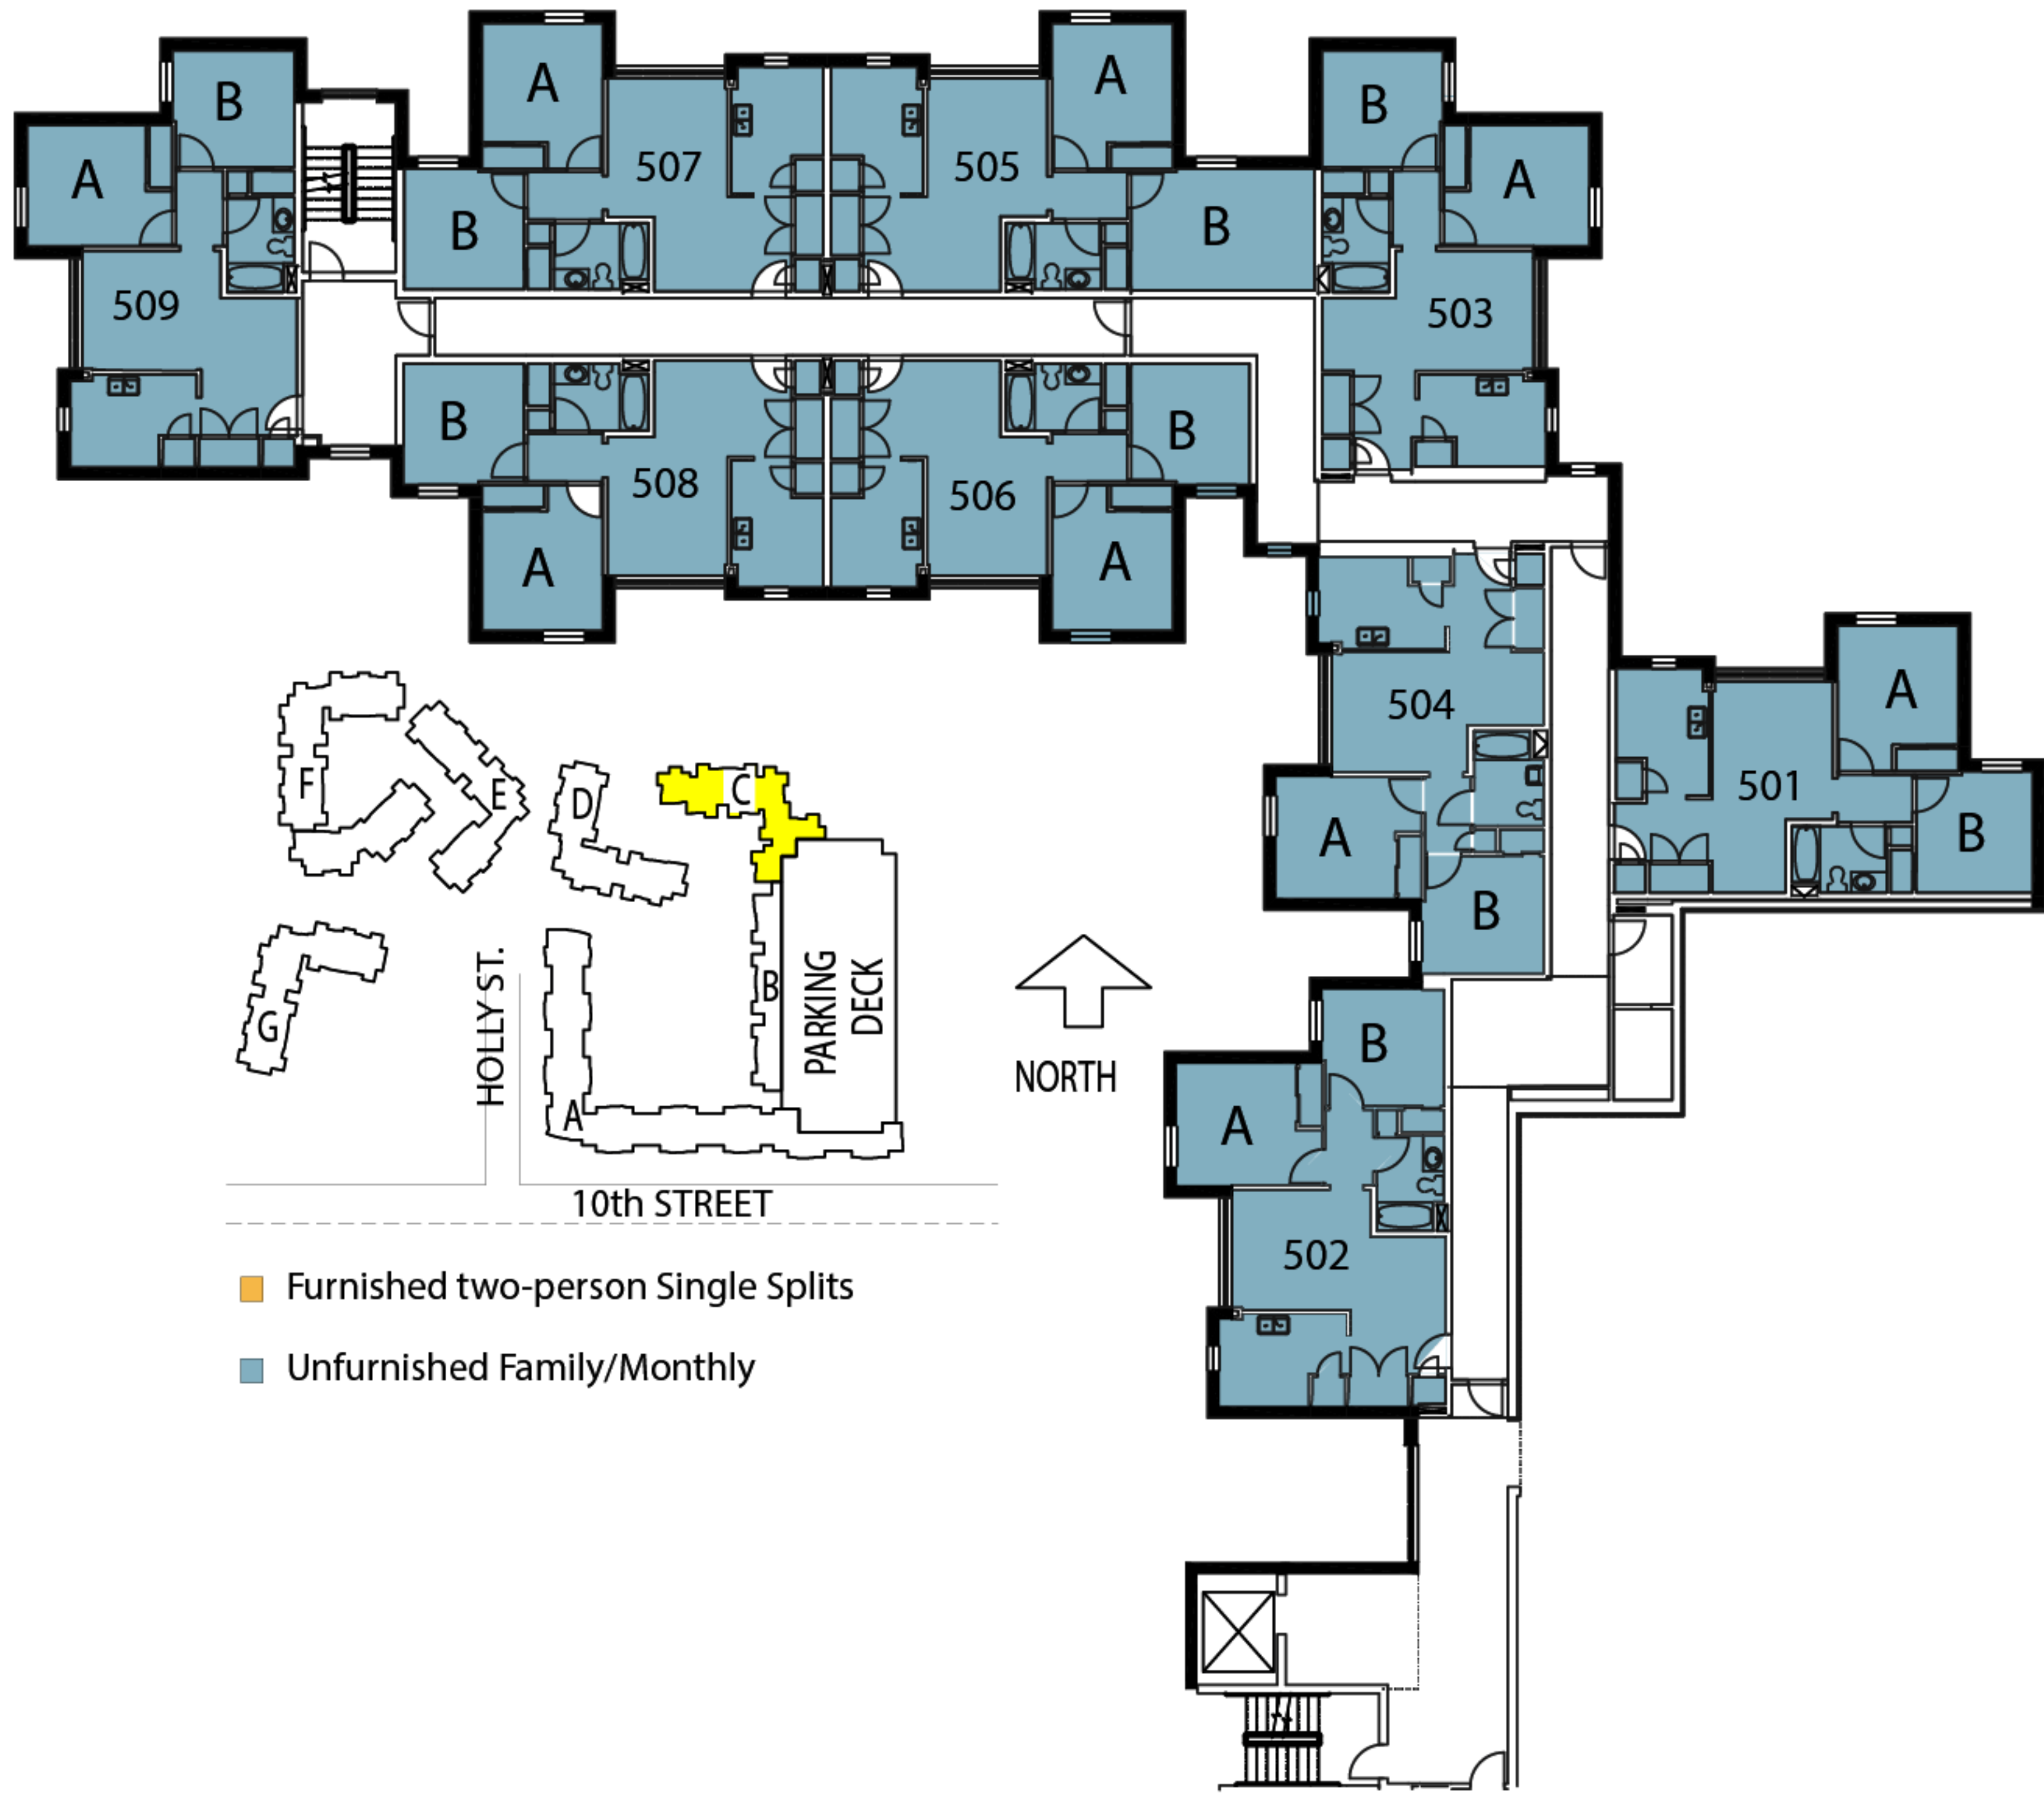 A
A
B
B
A
B
A
507
505
A
B
B
509
503
B
B
508
506
A
A
504
A
501
A
B
B
B
A
502
F
E
D
C
G
B
A
HOLLY ST.
PARKING
DECK
NORTH
10th STREET
Furnished two-person Single Splits
Unfurnished Family/Monthly